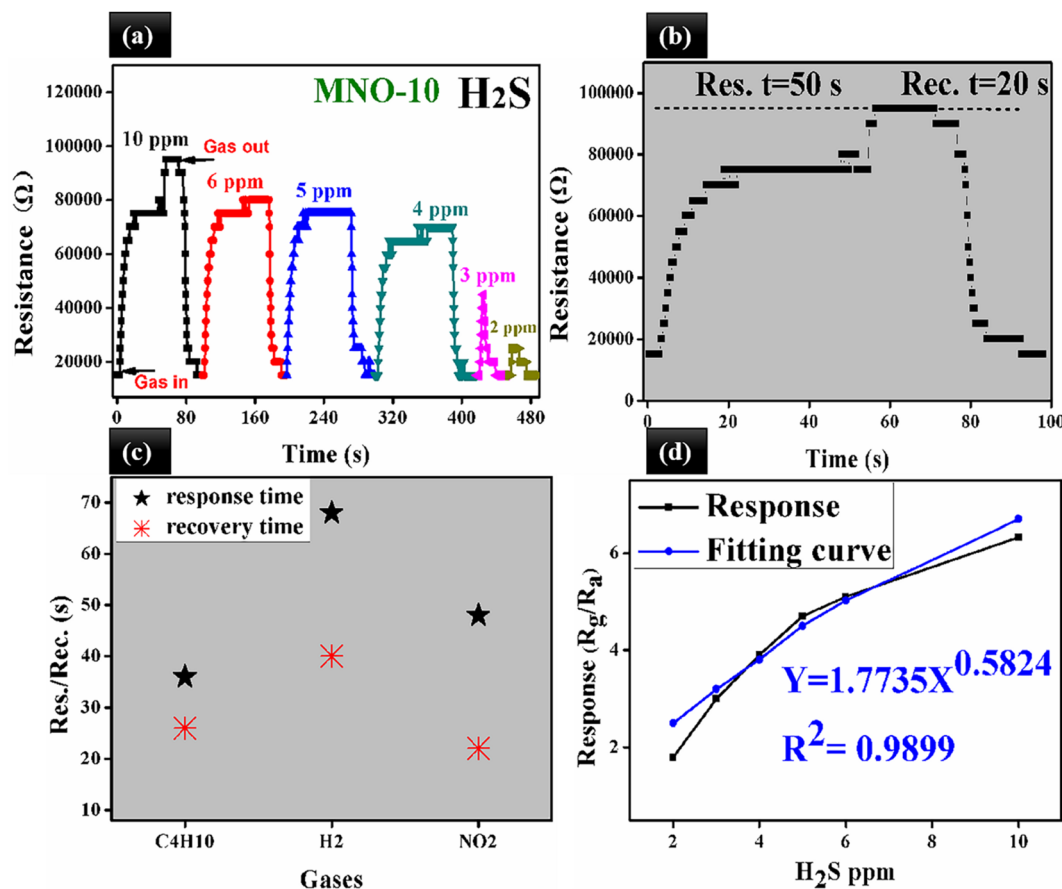 (a)
MNO-10 H2S
10 ppm
Gas out
6 ppm
5 ppm
4 ppm
3 ppm
2 ppm
Gas in
120000
100000
80000
60000
40000
20000
Resistance (Ω)
0 80 160 240 320 400 480
Time (s)
(b)
Res. t=50 s
Rec. t=20 s
100000
80000
60000
40000
20000
0
Resistance (Ω)
0 20 40 60 80 100
Time (s)
(c)
response time
recovery time
70
60
50
40
30
20
10
Res./Rec. (s)
C4H10 H2 NO2
Gases
(d)
Response
Fitting curve
Y=1.7735X^0.5824
R^2= 0.9899
6
4
2
Response (Rg/Ra)
2 4 6 8 10
H2S ppm